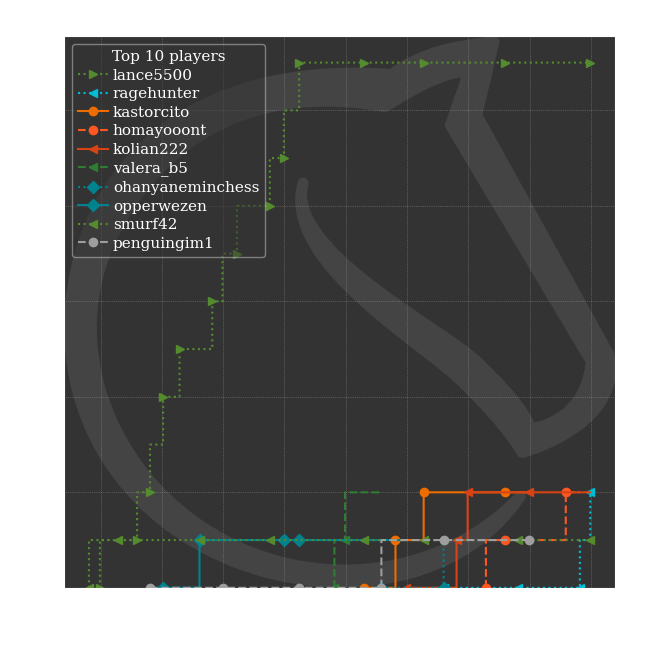 Top 10 players
lance5500
ragehunter
kastorcito
homayooont
kolian222
valera_b5
ohanyaneminchess
opperwezen
smurf42
penguingim1